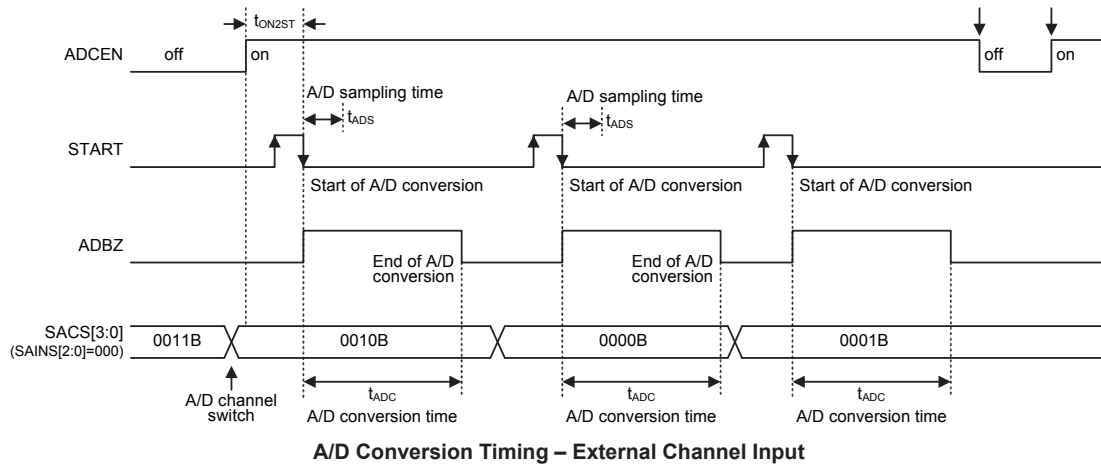 tON2ST
ADCEN
off
on
off
on
A/D sampling time
tADS
A/D sampling time
tADS
START
Start of A/D conversion
Start of A/D conversion
Start of A/D conversion
ADBZ
End of A/D
conversion
End of A/D
conversion
SACS[3:0]
(SAINS[2:0]=000)
0011B
0010B
0000B
0001B
A/D channel
switch
tADC
A/D conversion time
tADC
A/D conversion time
tADC
A/D conversion time
A/D Conversion Timing – External Channel Input